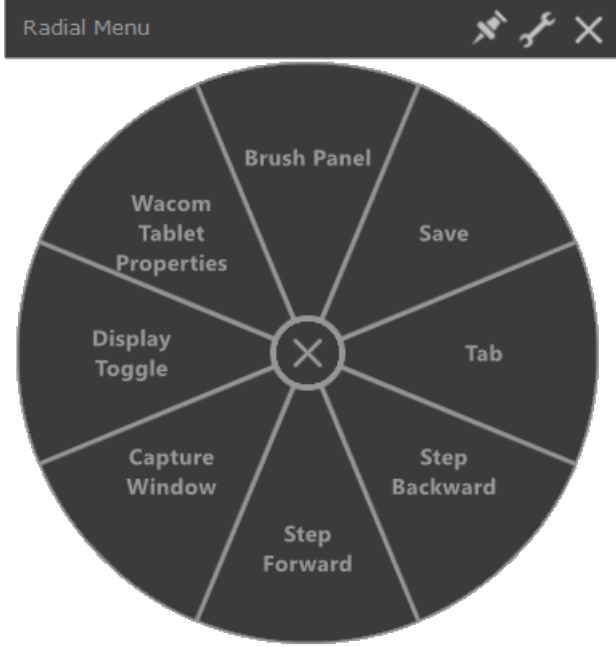 Radial Menu
Brush Panel
Save
Tab
Step
Backward
Step
Forward
Capture
Window
Display
Toggle
Wacom
Tablet
Properties